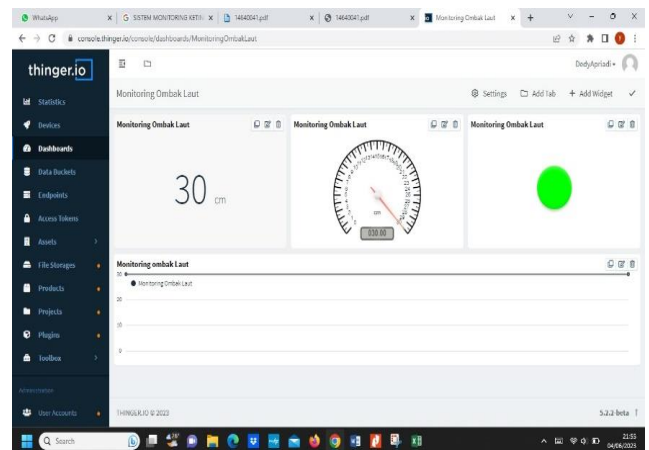 WhatsApp
SISTEM MONITORING KETIN
14640041.pdf
14640041.pdf
Monitoring Ombak Laut
console.thinger.io/console/dashboards/MonitoringOmbakLaut
thinger.io
DodyApriadi
Monitoring Ombak Laut
Settings
Add Tab
+ Add Widget
Statistics
Devices
Dashboards
Data Buckets
Endpoints
Access Tokens
Assets
File Storages
Products
Projects
Plugins
Toolbox
User Accounts
Monitoring Ombak Laut
30 cm
Monitoring Ombak Laut
cm
030.00
Monitoring Ombak Laut
Monitoring ombak Laut
30
Monitoring Ombak Laut
20
10
0
THINGER.IO © 2023
5.2.2-beta
Search
21:55
04/06/2023